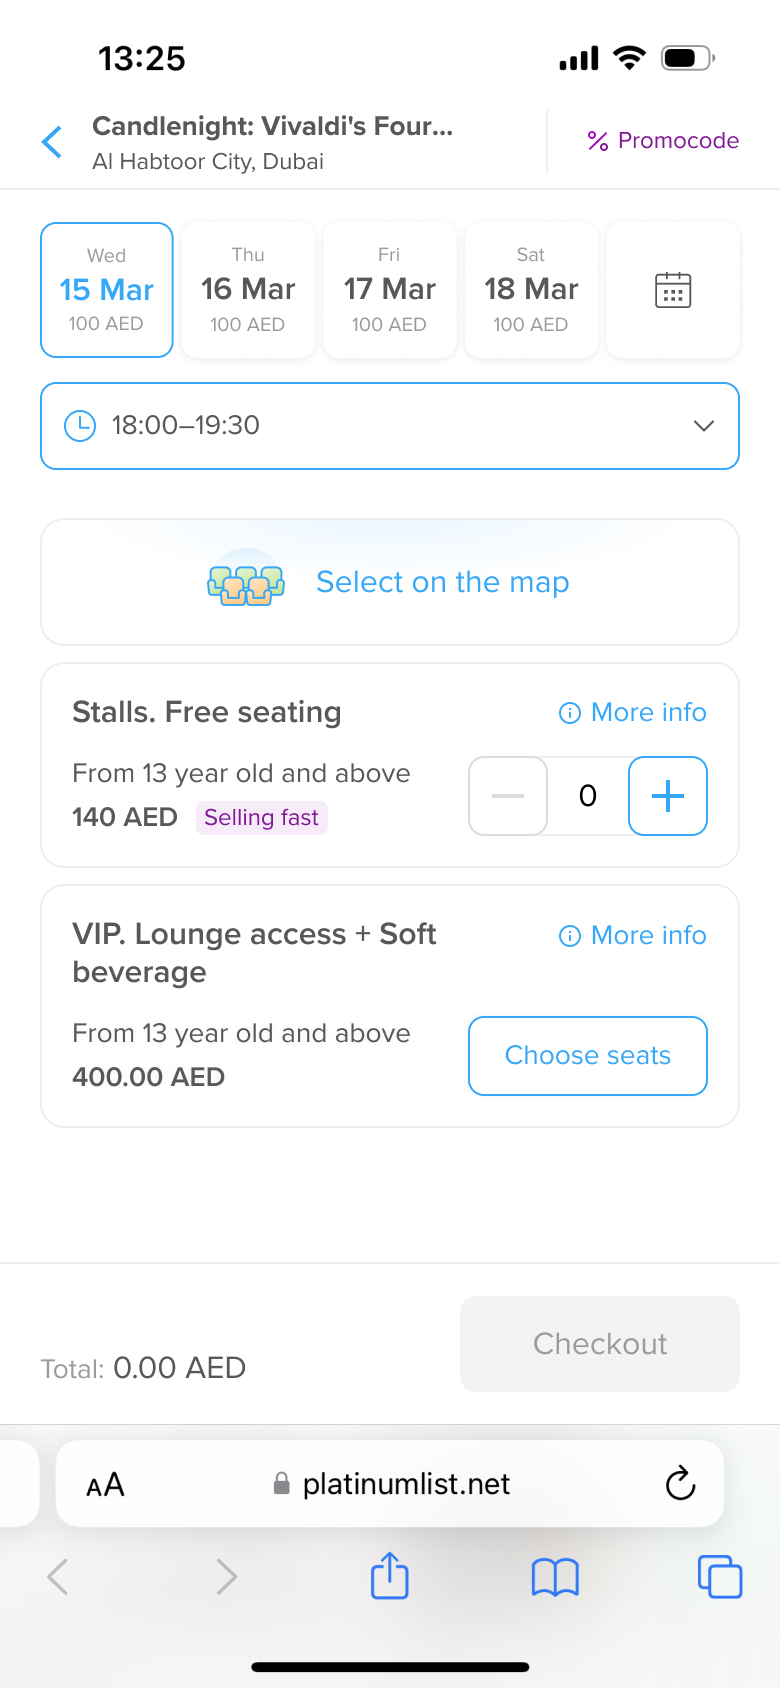 13:25
Candlenight: Vivaldi's Four...
Al Habtoor City, Dubai
Promocode
Wed
15 Mar
100 AED
Thu
16 Mar
100 AED
Fri
17 Mar
100 AED
Sat
18 Mar
100 AED
18:00–19:30
Select on the map
Stalls. Free seating
More info
From 13 year old and above
140 AED Selling fast
0
VIP. Lounge access + Soft
beverage
More info
From 13 year old and above
400.00 AED
Choose seats
Total: 0.00 AED
Checkout
AA
platinumlist.net